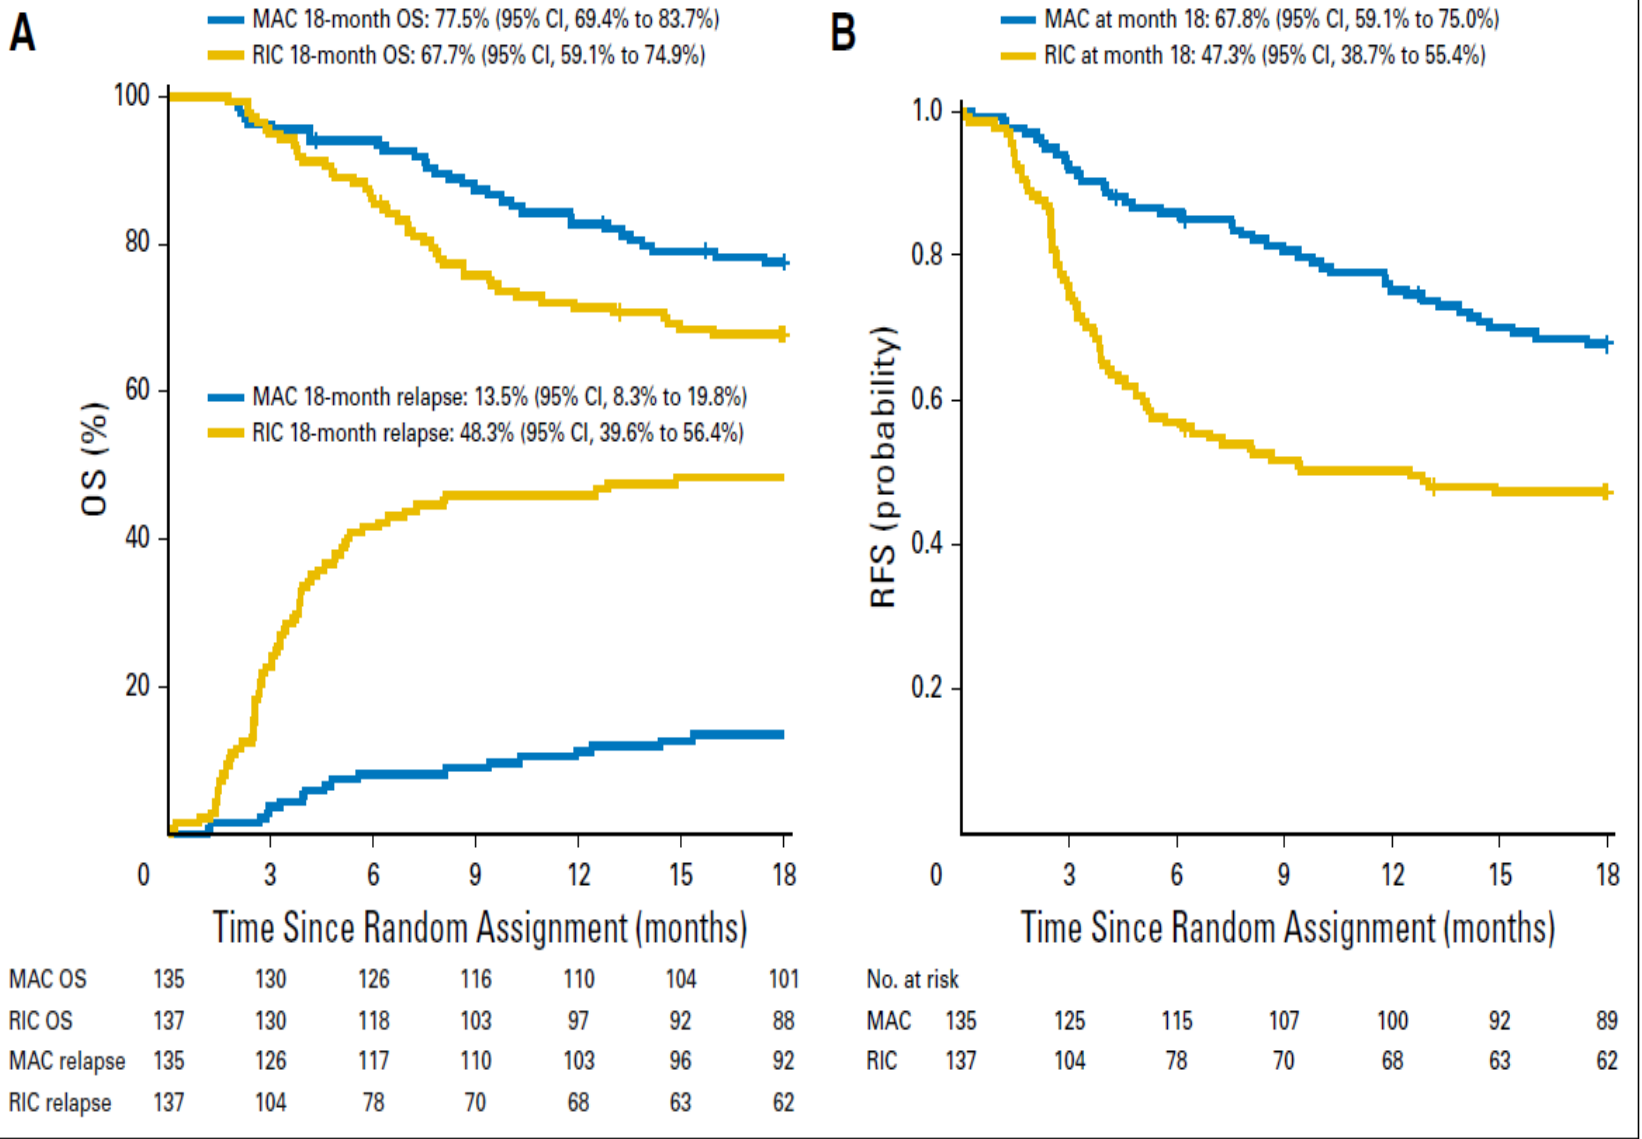 A
MAC 18-month OS: 77.5% (95% CI, 69.4% to 83.7%)
RIC 18-month OS: 67.7% (95% CI, 59.1% to 74.9%)
100
80
60
40
20
OS (%)
MAC 18-month relapse: 13.5% (95% CI, 8.3% to 19.8%)
RIC 18-month relapse: 48.3% (95% CI, 39.6% to 56.4%)
0 3 6 9 12 15 18
Time Since Random Assignment (months)
MAC OS 135 130 126 116 110 104 101
RIC OS 137 130 118 103 97 92 88
MAC relapse 135 126 117 110 103 96 92
RIC relapse 137 104 78 70 68 63 62
B
MAC at month 18: 67.8% (95% CI, 59.1% to 75.0%)
RIC at month 18: 47.3% (95% CI, 38.7% to 55.4%)
1.0
0.8
0.6
0.4
0.2
RFS (probability)
0 3 6 9 12 15 18
Time Since Random Assignment (months)
No. at risk
MAC 135 125 115 107 100 92 89
RIC 137 104 78 70 68 63 62